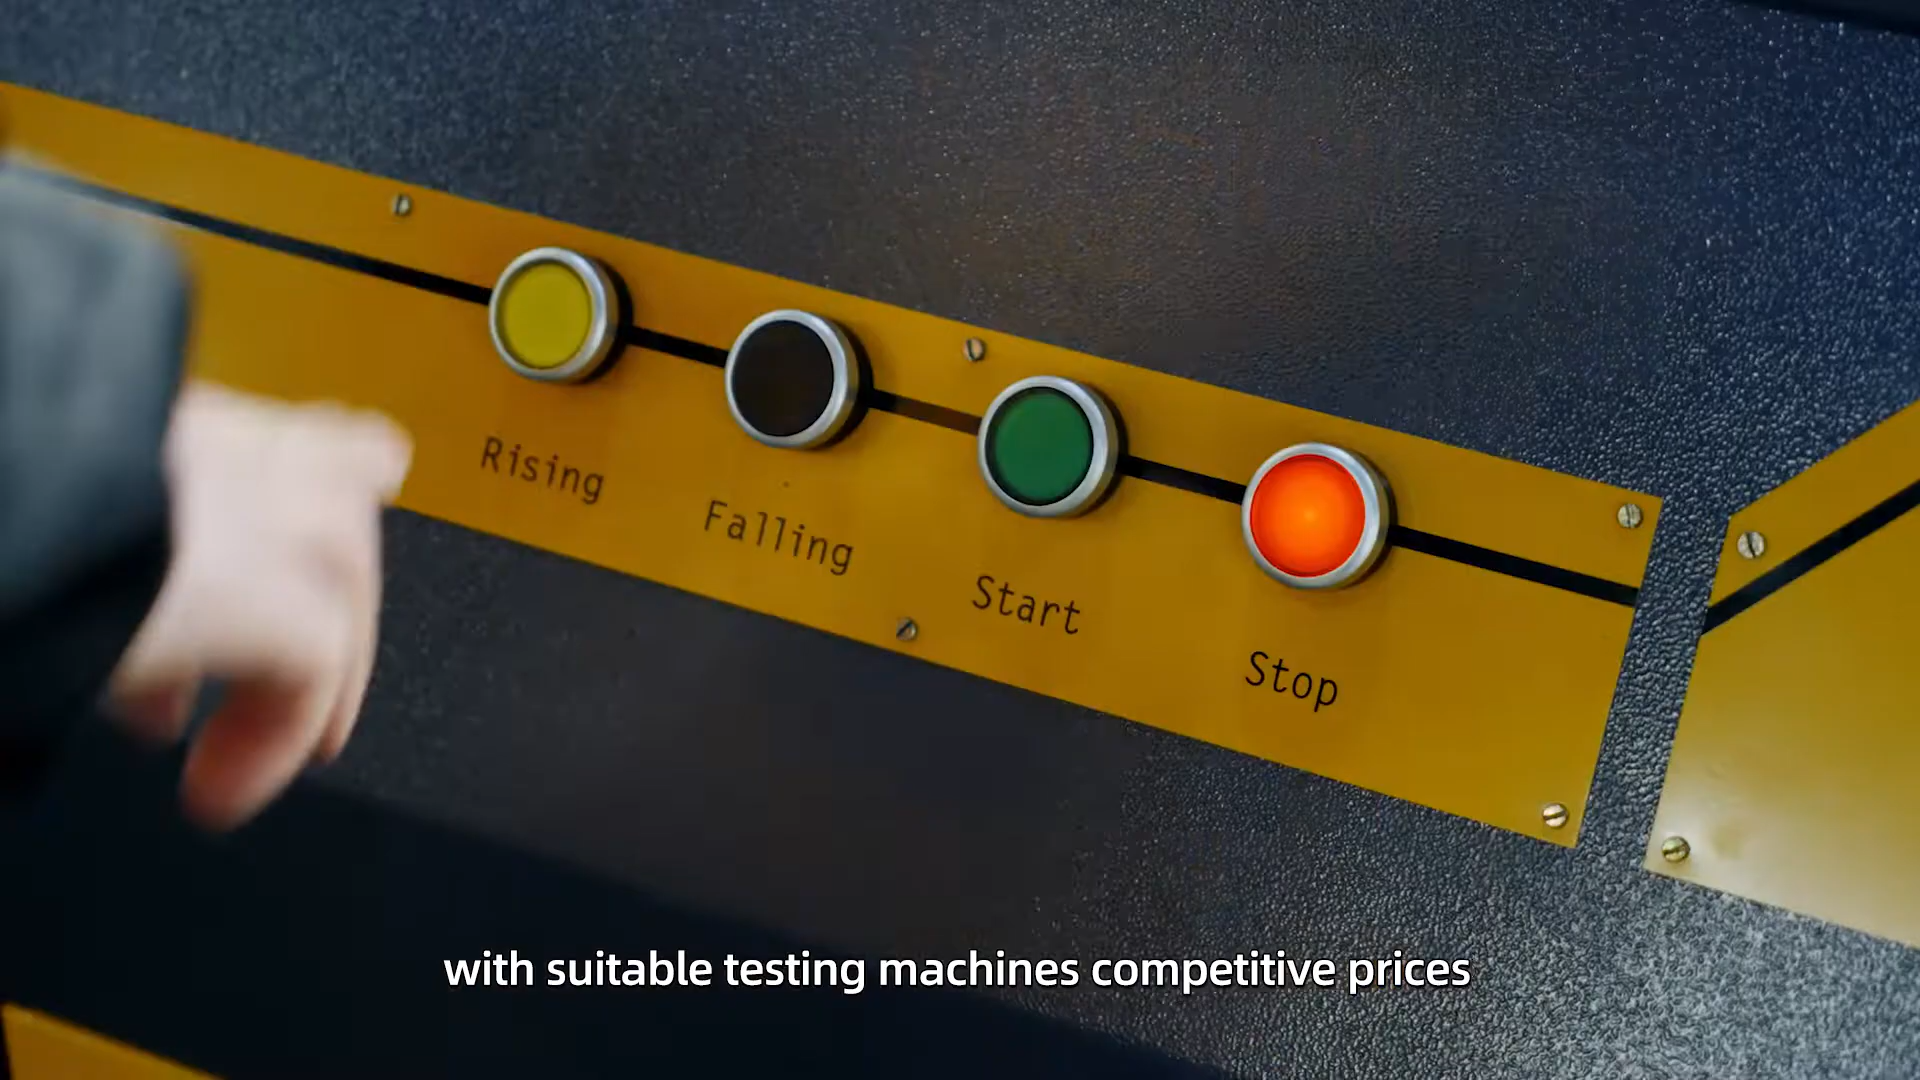 Rising
Falling
Start
Stop
with suitable testing machines competitive prices